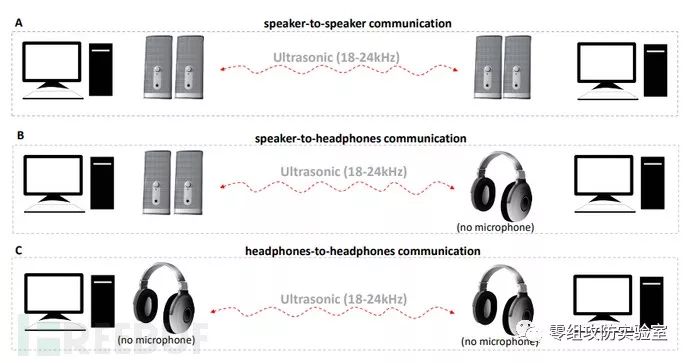 A
speaker-to-speaker communication
Ultrasonic (18-24kHz)
B
speaker-to-headphones communication
Ultrasonic (18-24kHz)
(no microphone)
C
headphones-to-headphones communication
Ultrasonic (18-24kHz)
(no microphone)
(no microphone)
FREEBUF
零组攻防实验室